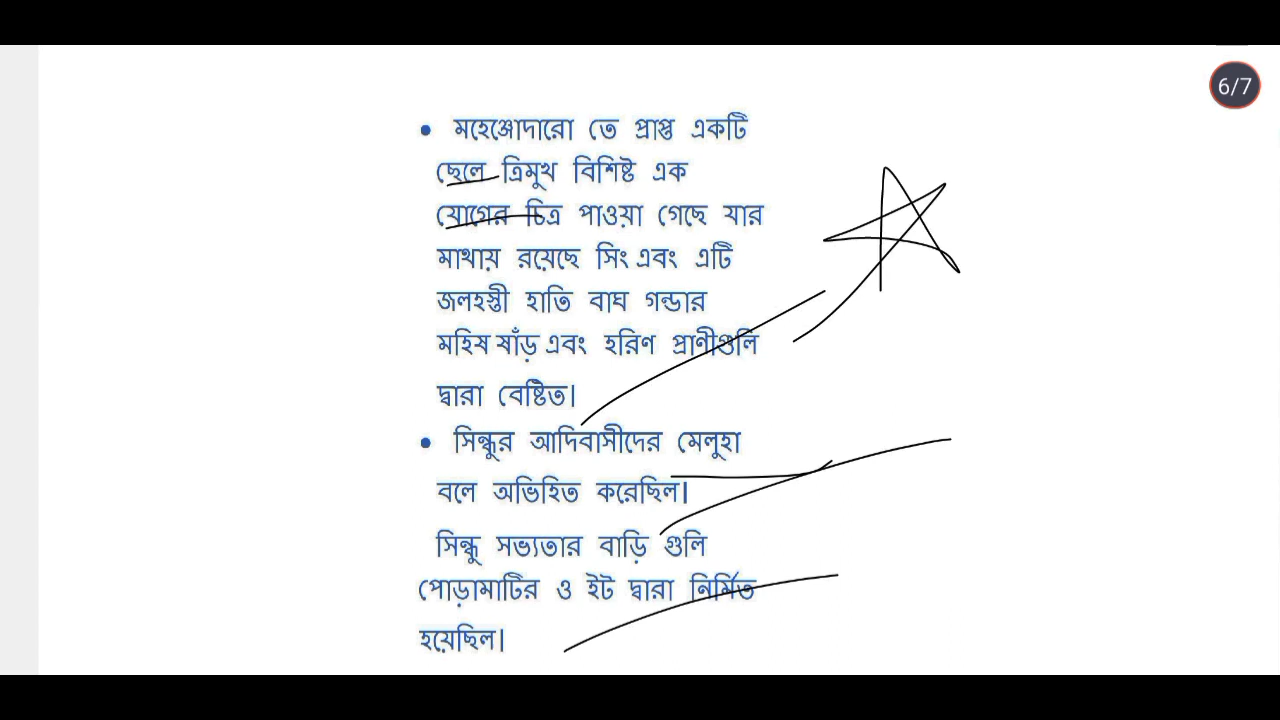 6/7
• মহেঞ্জোদারো তে প্রাপ্ত একটি
ছেলে ত্রিমুখ বিশিষ্ট এক
যোগের চিত্র পাওয়া গেছে যার
মাথায় রয়েছে সিং এবং এটি
জলহস্তী হাতি বাঘ গন্ডার
মহিষ ষাঁড় এবং হরিণ প্রাণীগুলি
দ্বারা বেষ্টিত।
• সিন্ধুর আদিবাসীদের মেলুহা
বলে অভিহিত করেছিল।
সিন্ধু সভ্যতার বাড়ি গুলি
পোড়ামাটির ও ইট দ্বারা নির্মিত
হয়েছিল।